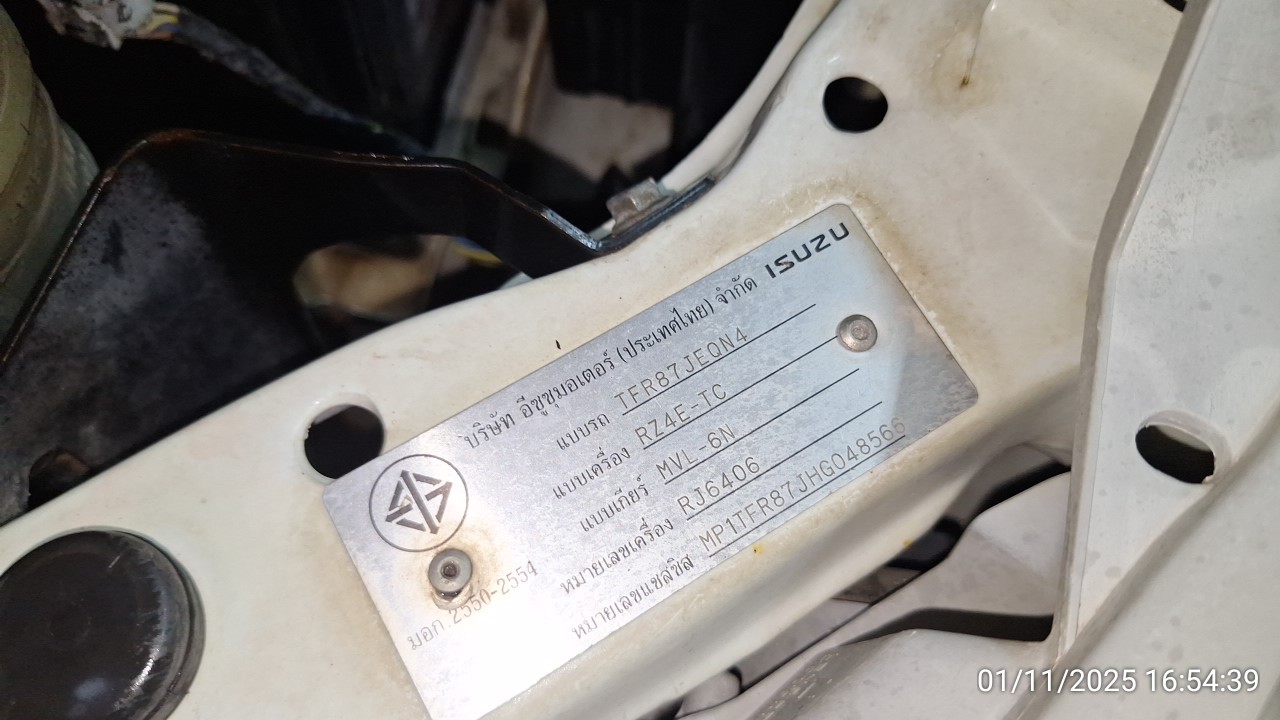 บริษัท อีซูซุมอเตอร์ (ประเทศไทย) จำกัด ISUZU
แบบรถ TFR87JEQN4
แบบเครื่อง RZ4E-TC
แบบเกียร์ MVL-6N
หมายเลขเครื่อง RJ6406
หมายเลขแชสซิส MP1TFR87JHG048566
มอก.2550-2554
01/11/2025 16:54:39